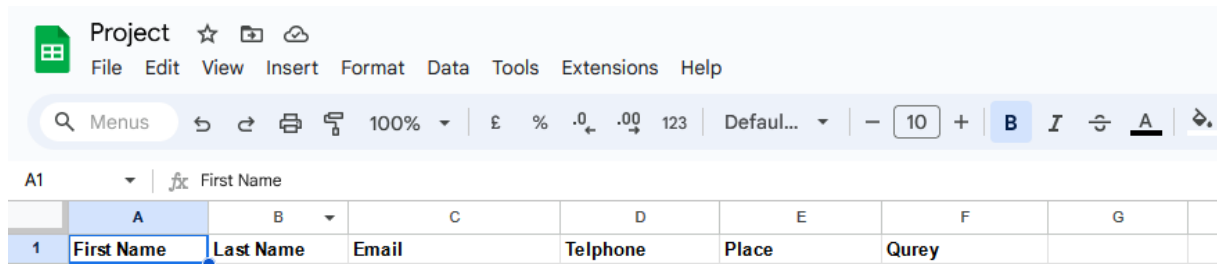 Project
File Edit View Insert Format Data Tools Extensions Help
Menus 100% £ % .0 .00 123 Defaul... − 10 + B I S A
A1 fx First Name
A B C D E F G
1 First Name Last Name Email Telphone Place Qurey